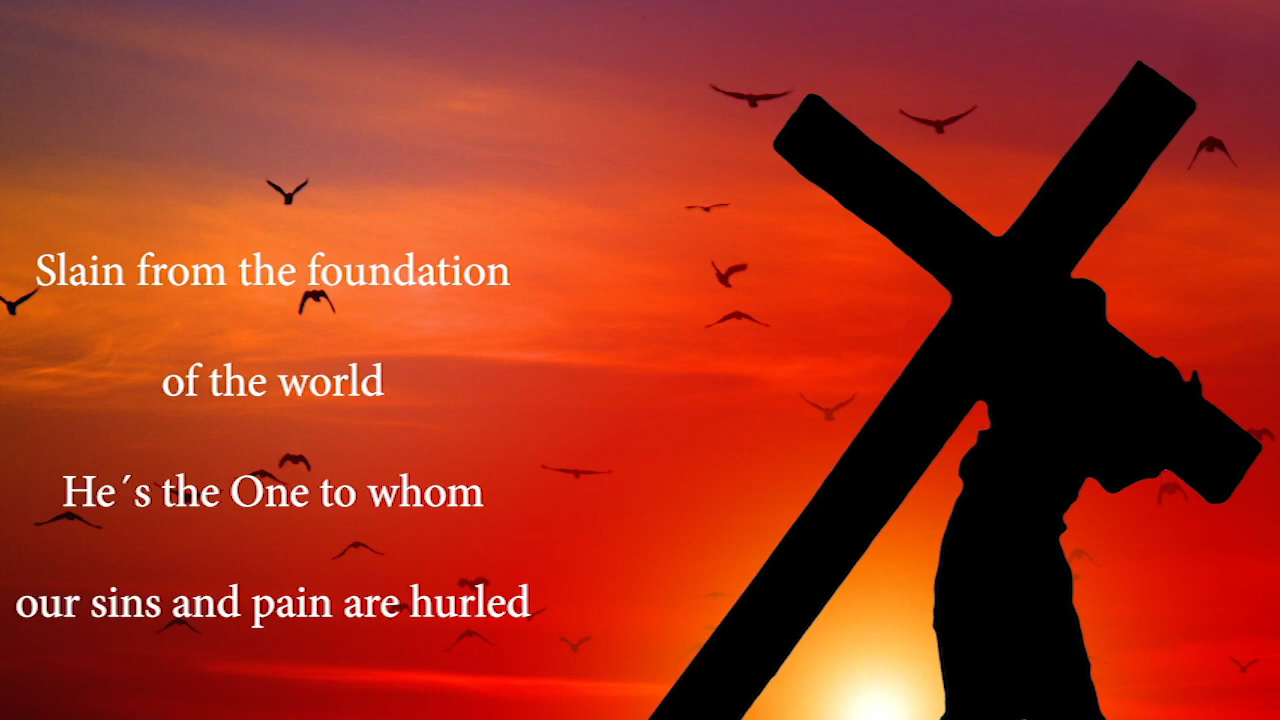 Slain from the foundation
of the world
He´s the One to whom
our sins and pain are hurled